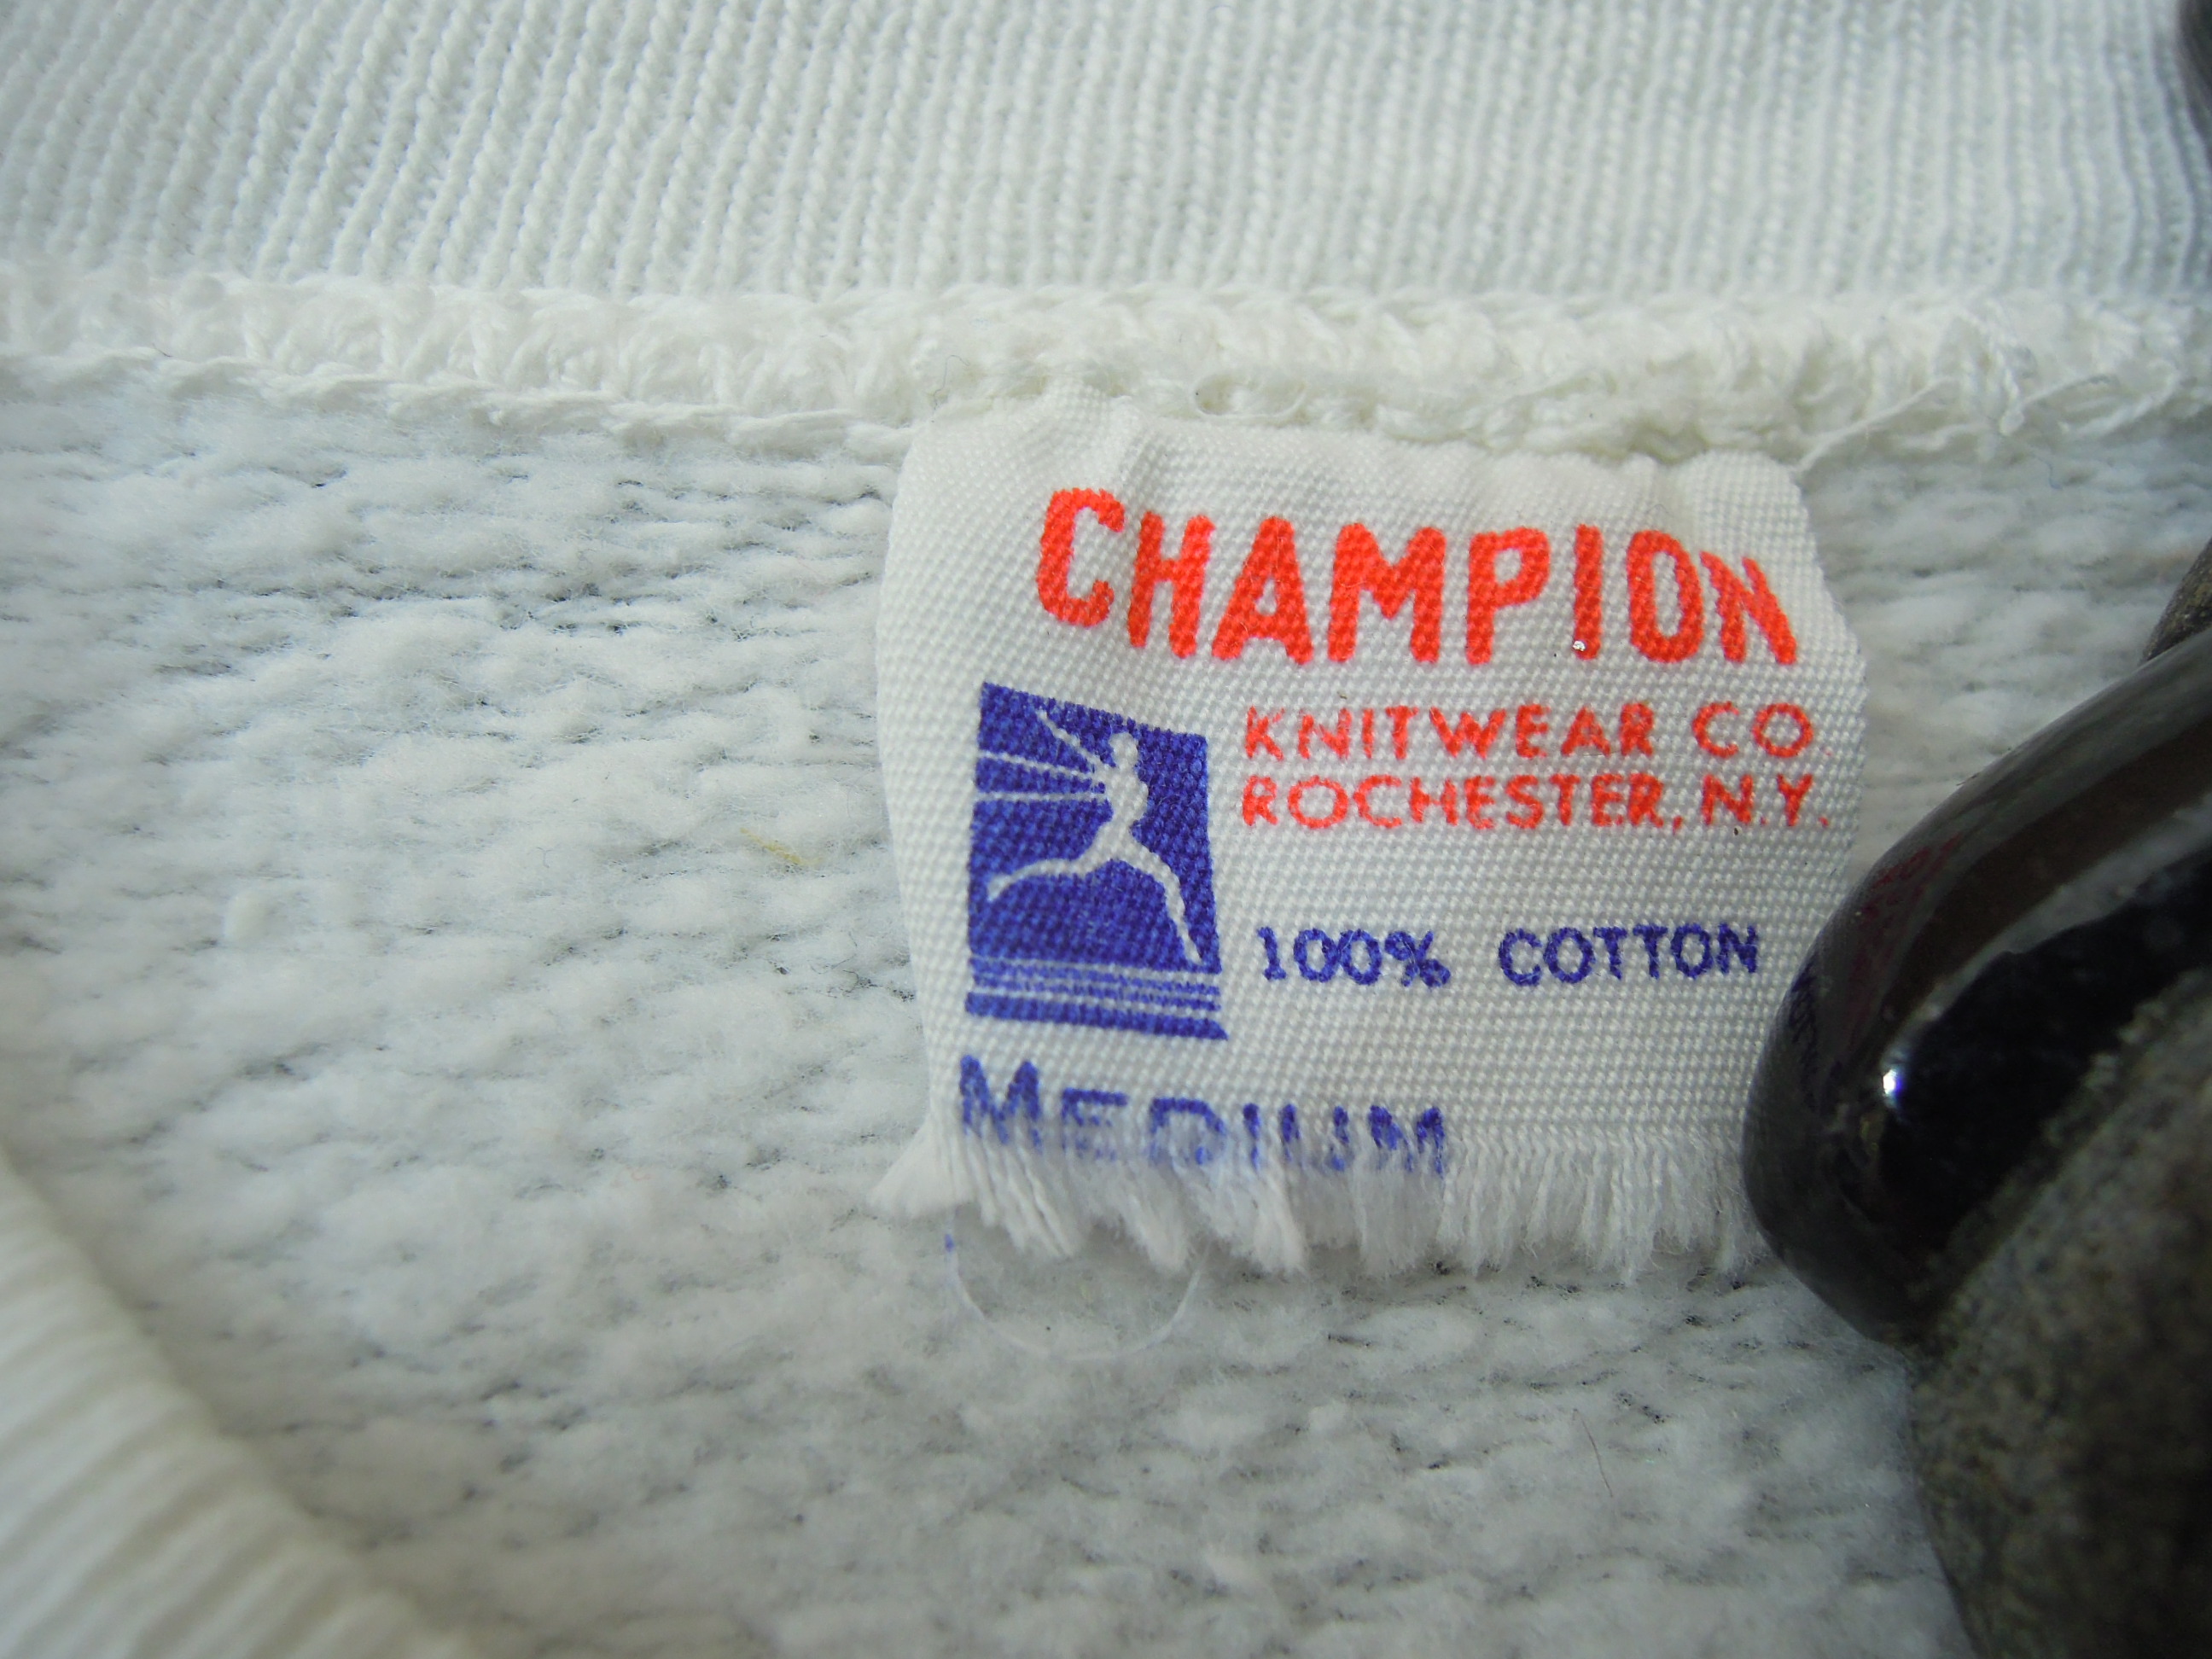 CHAMPION
KNITWEAR CO.
ROCHESTER, N.Y.
100% COTTON
MEDIUM